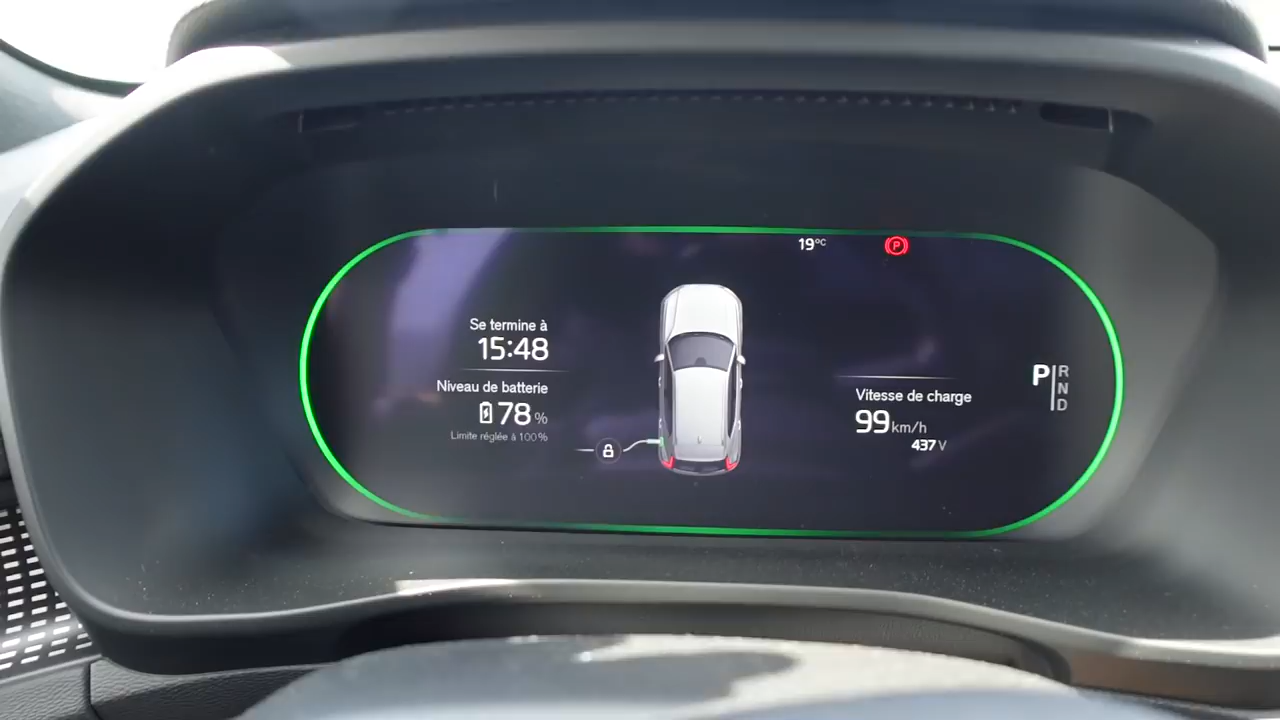 19°C
P
Se termine à
15:48
Niveau de batterie
78 %
Limite réglée à 100 %
Vitesse de charge
99 km/h
437 V
P
R
N
D